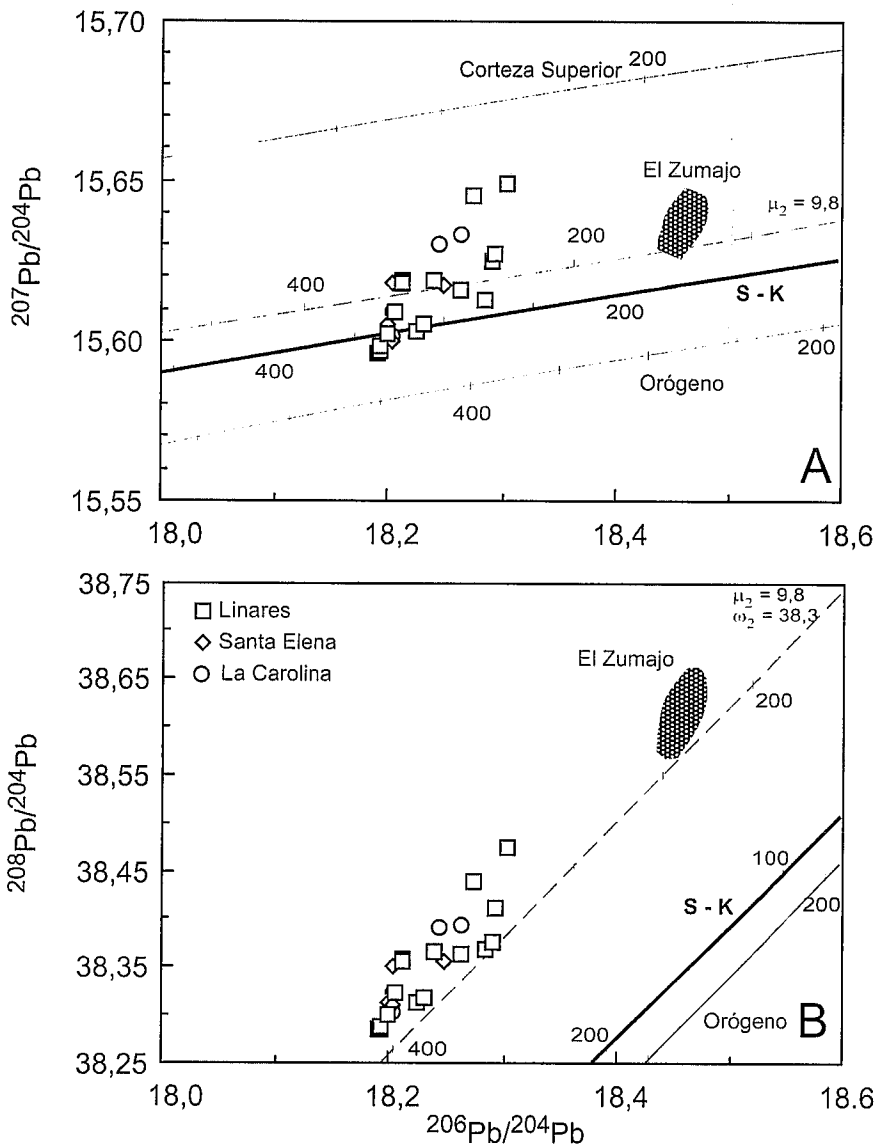 15,70
15,65
15,60
15,55
207Pb/204Pb
Corteza Superior
200
El Zumajo
μ2 = 9,8
200
400
S - K
200
400
200
Orógeno
400
A
18,0
18,2
18,4
18,6
38,75
38,65
38,55
38,45
38,35
38,25
208Pb/204Pb
Linares
Santa Elena
La Carolina
μ2 = 9,8
ω2 = 38,3
El Zumajo
200
100
S - K
200
400
200
Orógeno
B
18.0
18.2
18.4
18.6
206Pb/204Pb